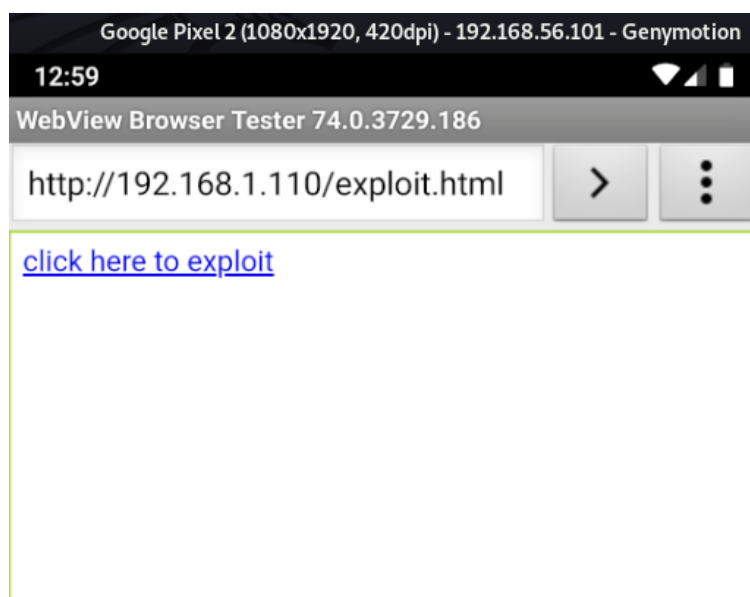 Google Pixel 2 (1080x1920, 420dpi) - 192.168.56.101 - Genymotion
12:59
WebView Browser Tester 74.0.3729.186
http://192.168.1.110/exploit.html
click here to exploit